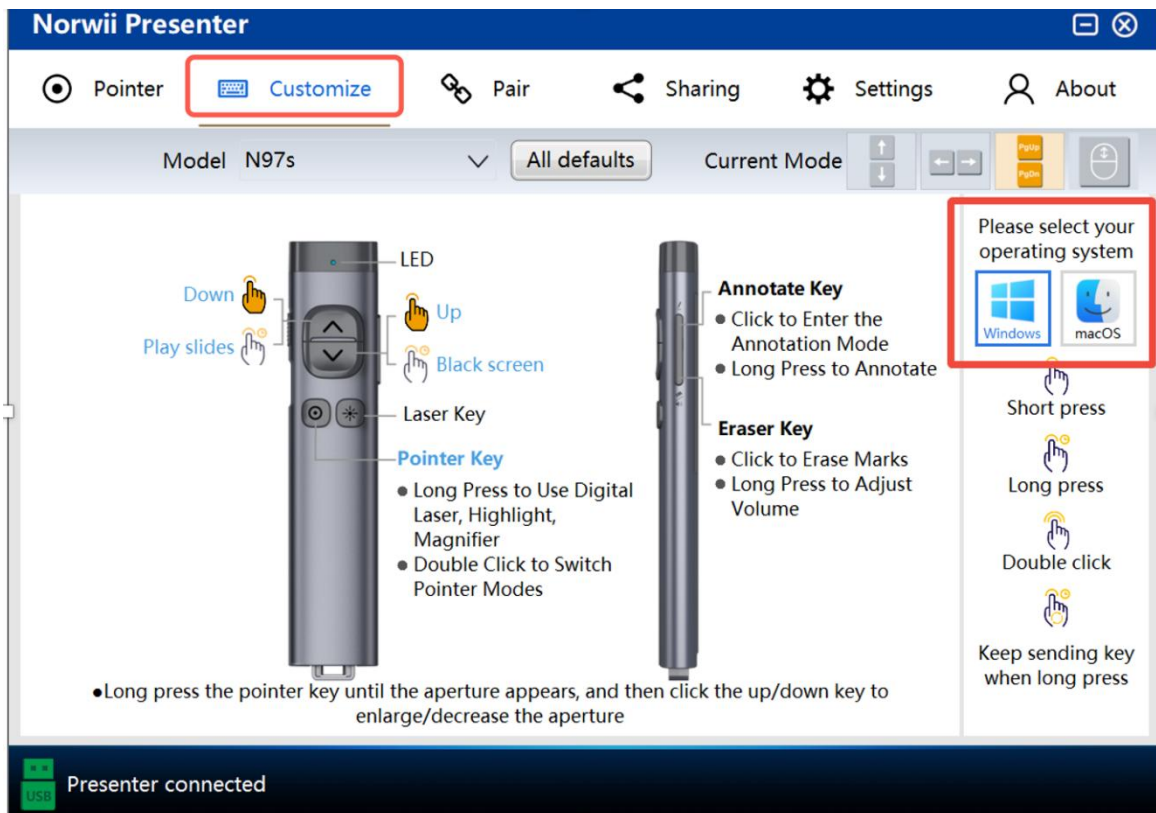 Norwii Presenter
Pointer
Customize
Pair
Sharing
Settings
About
Model N97s
All defaults
Current Mode
PgUp
PgDn
LED
Down
Up
Play slides
Black screen
Laser Key
Pointer Key
● Long Press to Use Digital
Laser, Highlight,
Magnifier
● Double Click to Switch
Pointer Modes
Annotate Key
● Click to Enter the
Annotation Mode
● Long Press to Annotate
Eraser Key
● Click to Erase Marks
● Long Press to Adjust
Volume
●Long press the pointer key until the aperture appears, and then click the up/down key to
enlarge/decrease the aperture
Please select your
operating system
Windows
macOS
Short press
Long press
Double click
Keep sending key
when long press
USB
Presenter connected